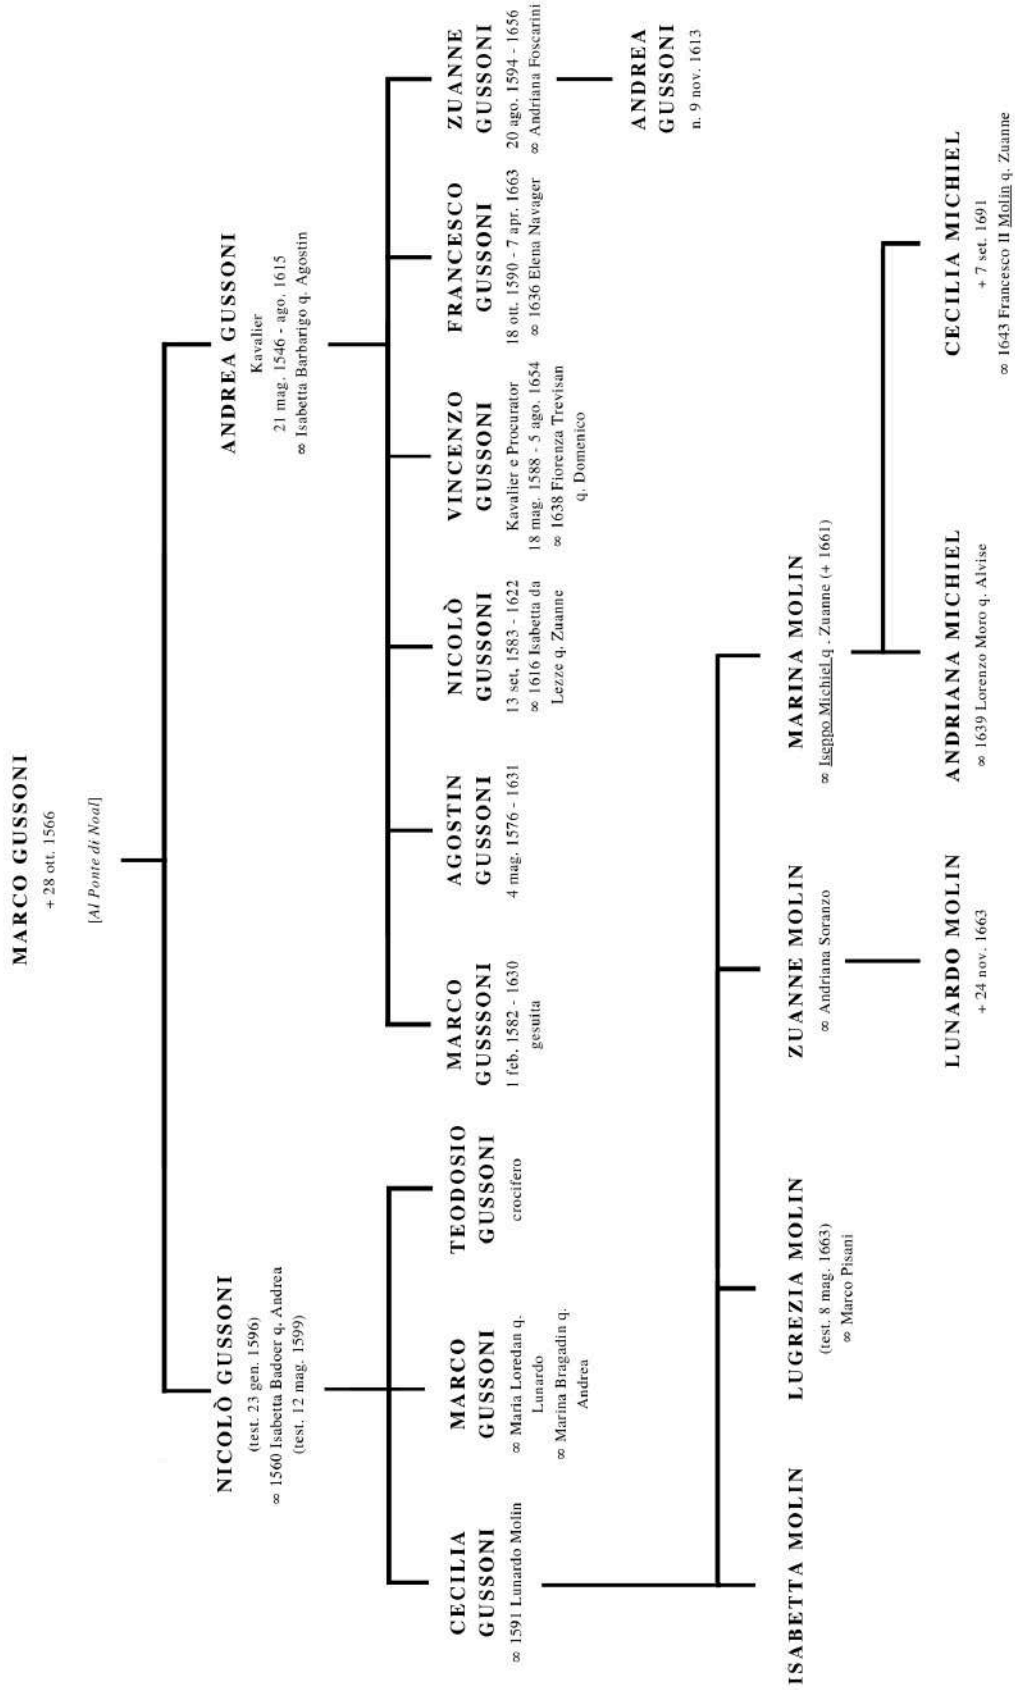 MARCO GUSSONI
+ 28 ott. 1566
[Al Ponte di Noal]
NICOLÒ GUSSONI
(test. 23 gen. 1596)
∞ 1560 Isabetta Badoer q. Andrea
(test. 12 mag. 1599)
ANDREA GUSSONI
Kavalier
21 mag. 1546 - ago. 1615
∞ Isabetta Barbarigo q. Agostin
CECILIA
GUSSONI
∞ 1591 Lunardo Molin
MARCO
GUSSONI
∞ Maria Loredan q.
Lunardo
∞ Marina Bragadin q.
Andrea
TEODOSIO
GUSSONI
crocifero
MARCO
GUSSSONI
1 feb. 1582 - 1630
gesuita
AGOSTIN
GUSSONI
4 mag. 1576 - 1631
NICOLÒ
GUSSONI
13 set, 1583 - 1622
∞ 1616 Isabetta da
Lezze q. Zuanne
VINCENZO
GUSSONI
Kavalier e Procurator
18 mag. 1588 - 5 ago. 1654
∞ 1638 Fiorenza Trevisan
q. Domenico
FRANCESCO
GUSSONI
18 ott. 1590 - 7 apr. 1663
∞ 1636 Elena Navager
ZUANNE
GUSSONI
20 ago. 1594 - 1656
∞ Andriana Foscarini
ANDREA
GUSSONI
n. 9 nov. 1613
ISABETTA MOLIN
LUGREZIA MOLIN
(test. 8 mag. 1663)
∞ Marco Pisani
ZUANNE MOLIN
∞ Andriana Soranzo
MARINA MOLIN
∞ Iseppo Michiel q . Zuanne (+ 1661)
LUNARDO MOLIN
+ 24 nov. 1663
ANDRIANA MICHIEL
∞ 1639 Lorenzo Moro q. Alvise
CECILIA MICHIEL
+ 7 set. 1691
∞ 1643 Francesco II Molin q. Zuanne